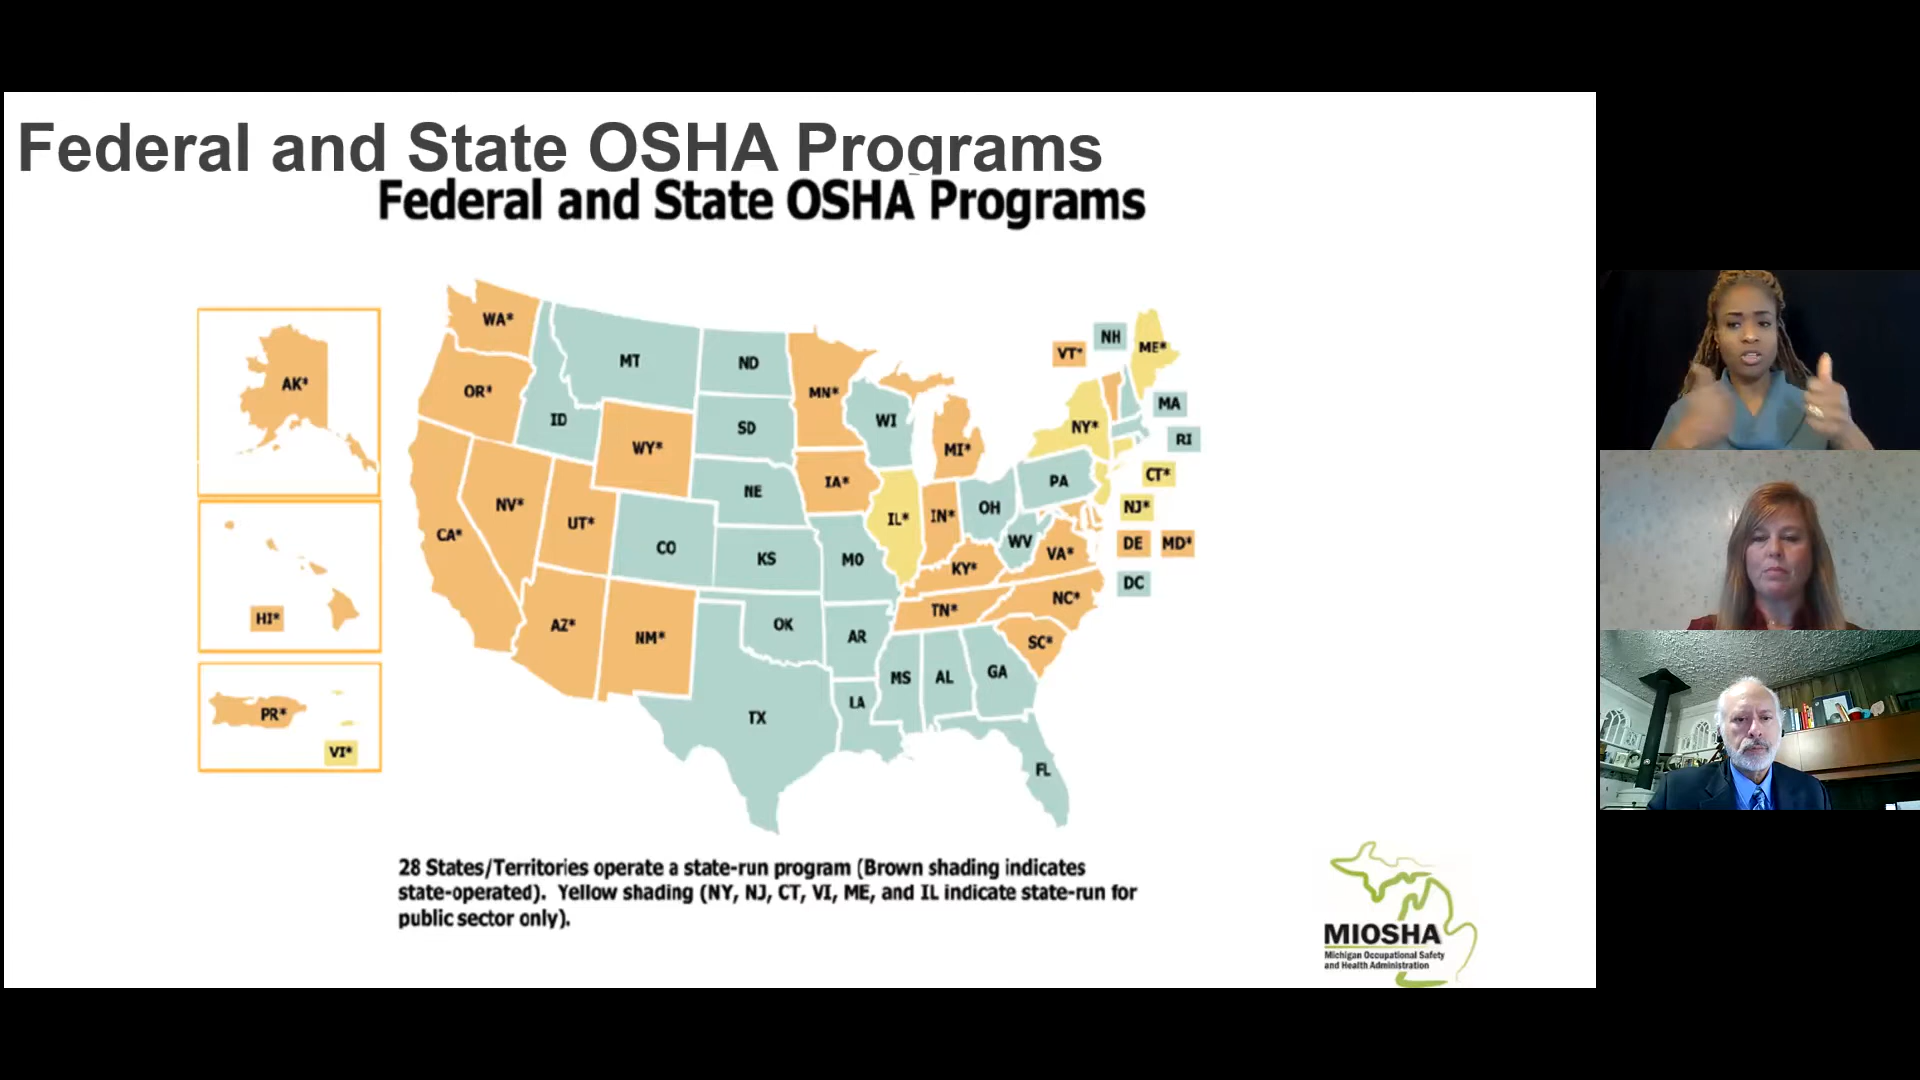 Federal and State OSHA Programs
Federal and State OSHA Programs
WA*
NH
ME*
VT*
MT
ND
AK*
OR*
MN*
MA
ID
WI
SD
NY*
RI
WY*
MI*
CT*
PA
IA*
NE
NV*
OH
NJ*
IL*
IN*
UT*
CA*
WV
DE
MD*
CO
VA*
KS
MO
KY*
DC
NC*
TN*
HI*
AZ*
OK
NM*
AR
SC*
GA
MS
AL
LA
PR*
TX
VI*
FL
28 States/Territories operate a state-run program (Brown shading indicates
state-operated). Yellow shading (NY, NJ, CT, VI, ME, and IL indicate state-run for
public sector only).
MIOSHA
Michigan Occupational Safety
and Health Administration